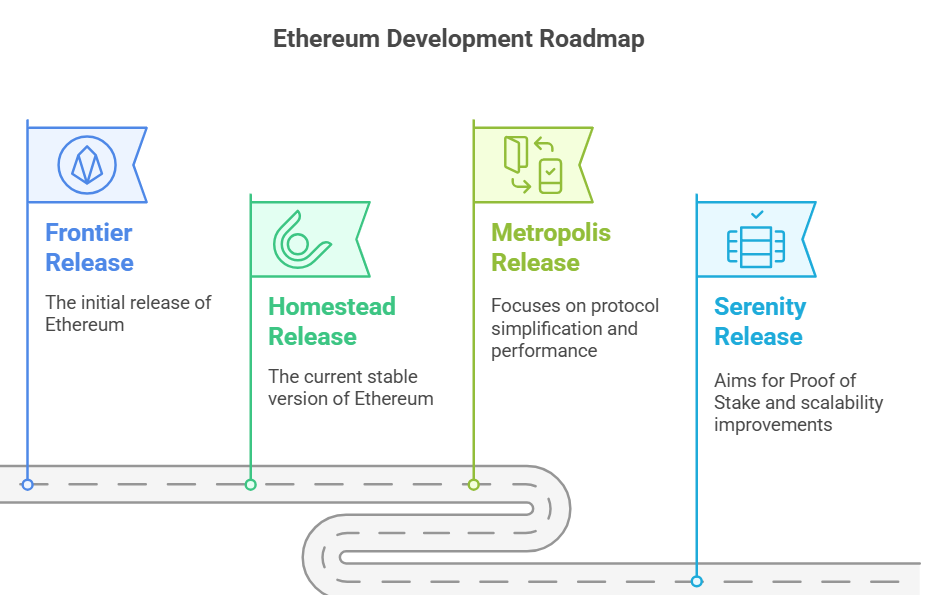 Ethereum Development Roadmap
Frontier
Release
The initial release of
Ethereum
Homestead
Release
The current stable
version of Ethereum
Metropolis
Release
Focuses on protocol
simplification and
performance
Serenity
Release
Aims for Proof of
Stake and scalability
improvements